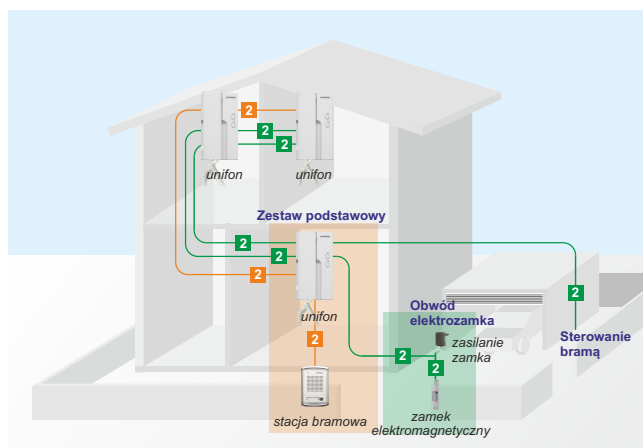 2
2
2
unifon
unifon
Zestaw podstawowy
2
2
2
2
unifon
2
Obwód
elektrozamka
zasilanie
zamka
2
2
Sterowanie
bramą
stacja bramowa
zamek
elektromagnetyczny